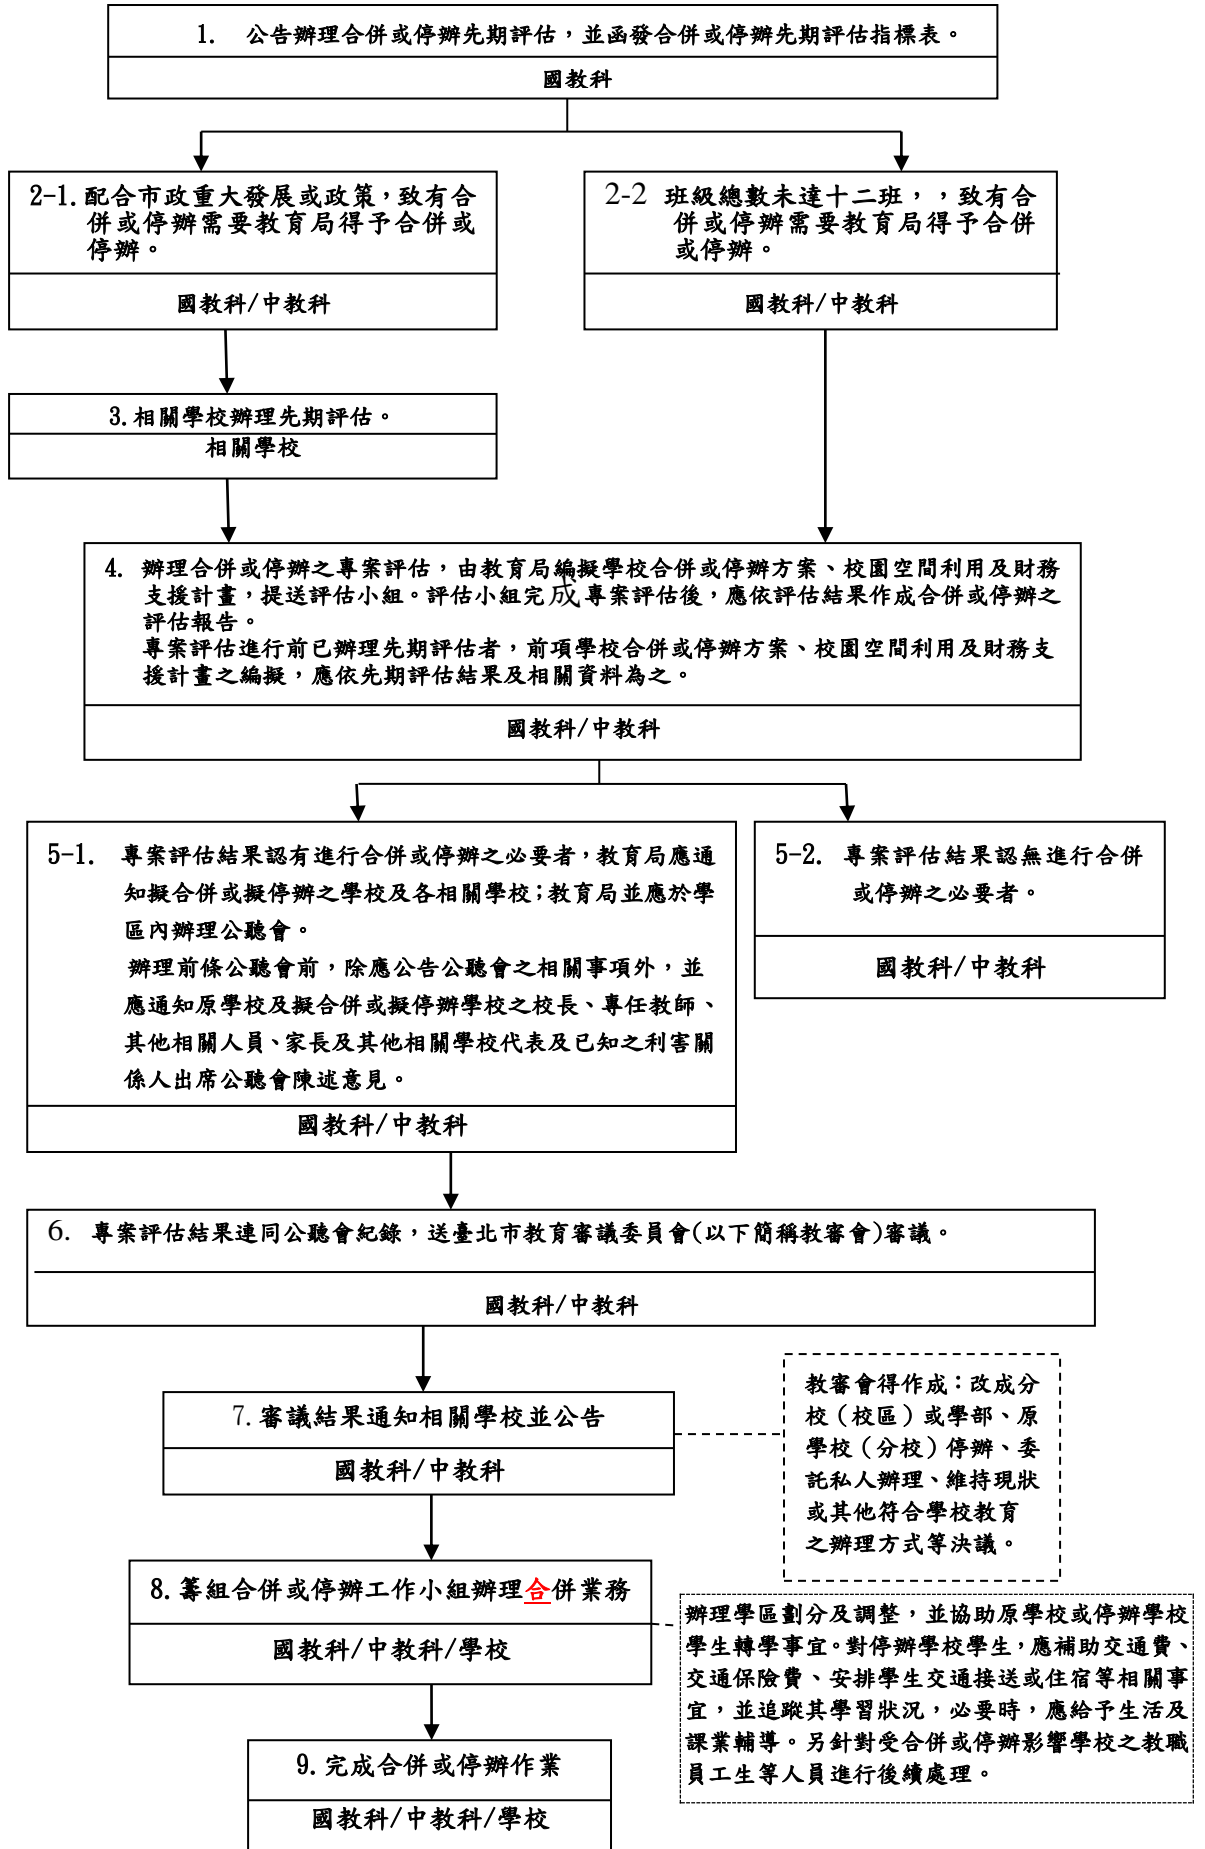 1. 公告辦理合併或停辦先期評估，並函發合併或停辦先期評估指標表。
國教科
2-1.配合市政重大發展或政策，致有合
併或停辦需要教育局得予合併或
停辦。
國教科/中教科
2-2 班級總數未達十二班，，致有合
併或停辦需要教育局得予合併
或停辦。
國教科/中教科
3.相關學校辦理先期評估。
相關學校
4. 辦理合併或停辦之專案評估，由教育局編擬學校合併或停辦方案、校園空間利用及財務
支援計畫，提送評估小組。評估小組完成專案評估後，應依評估結果作成合併或停辦之
評估報告。
專案評估進行前已辦理先期評估者，前項學校合併或停辦方案、校園空間利用及財務支
援計畫之編擬，應依先期評估結果及相關資料為之。
國教科/中教科
5-1. 專案評估結果認有進行合併或停辦之必要者，教育局應通
知擬合併或擬停辦之學校及各相關學校；教育局並應於學
區內辦理公聽會。
辦理前條公聽會前，除應公告公聽會之相關事項外，並
應通知原學校及擬合併或擬停辦學校之校長、專任教師、
其他相關人員、家長及其他相關學校代表及已知之利害關
係人出席公聽會陳述意見。
國教科/中教科
5-2. 專案評估結果認無進行合併
或停辦之必要者。
國教科/中教科
6. 專案評估結果連同公聽會紀錄，送臺北市教育審議委員會(以下簡稱教審會)審議。
國教科/中教科
7.審議結果通知相關學校並公告
國教科/中教科
教審會得作成：改成分
校（校區）或學部、原
學校（分校）停辦、委
託私人辦理、維持現狀
或其他符合學校教育
之辦理方式等決議。
8.籌組合併或停辦工作小組辦理合併業務
國教科/中教科/學校
辦理學區劃分及調整，並協助原學校或停辦學校
學生轉學事宜。對停辦學校學生，應補助交通費、
交通保險費、安排學生交通接送或住宿等相關事
宜，並追蹤其學習狀況，必要時，應給予生活及
課業輔導。另針對受合併或停辦影響學校之教職
員工生等人員進行後續處理。
9.完成合併或停辦作業
國教科/中教科/學校